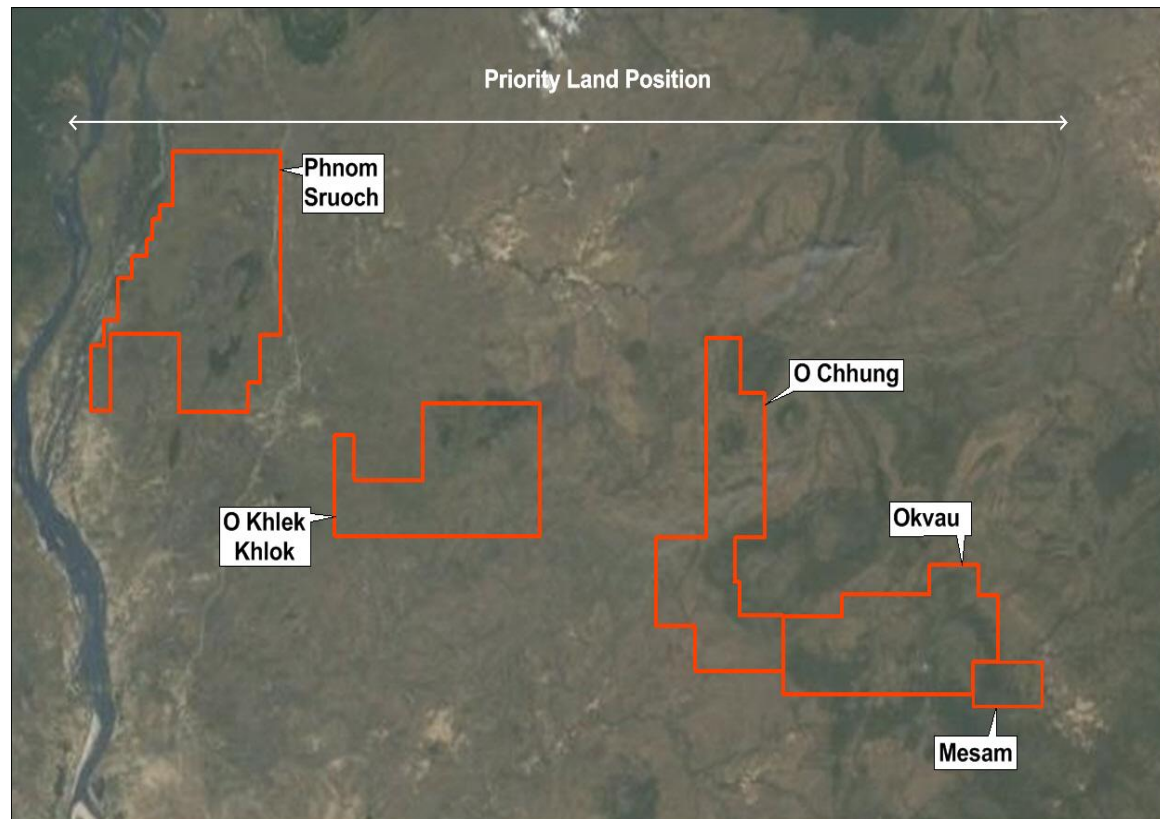 Priority Land Position
Phnom
Sruoch
O Chhung
O Khlek
Khlok
Okvau
Mesam